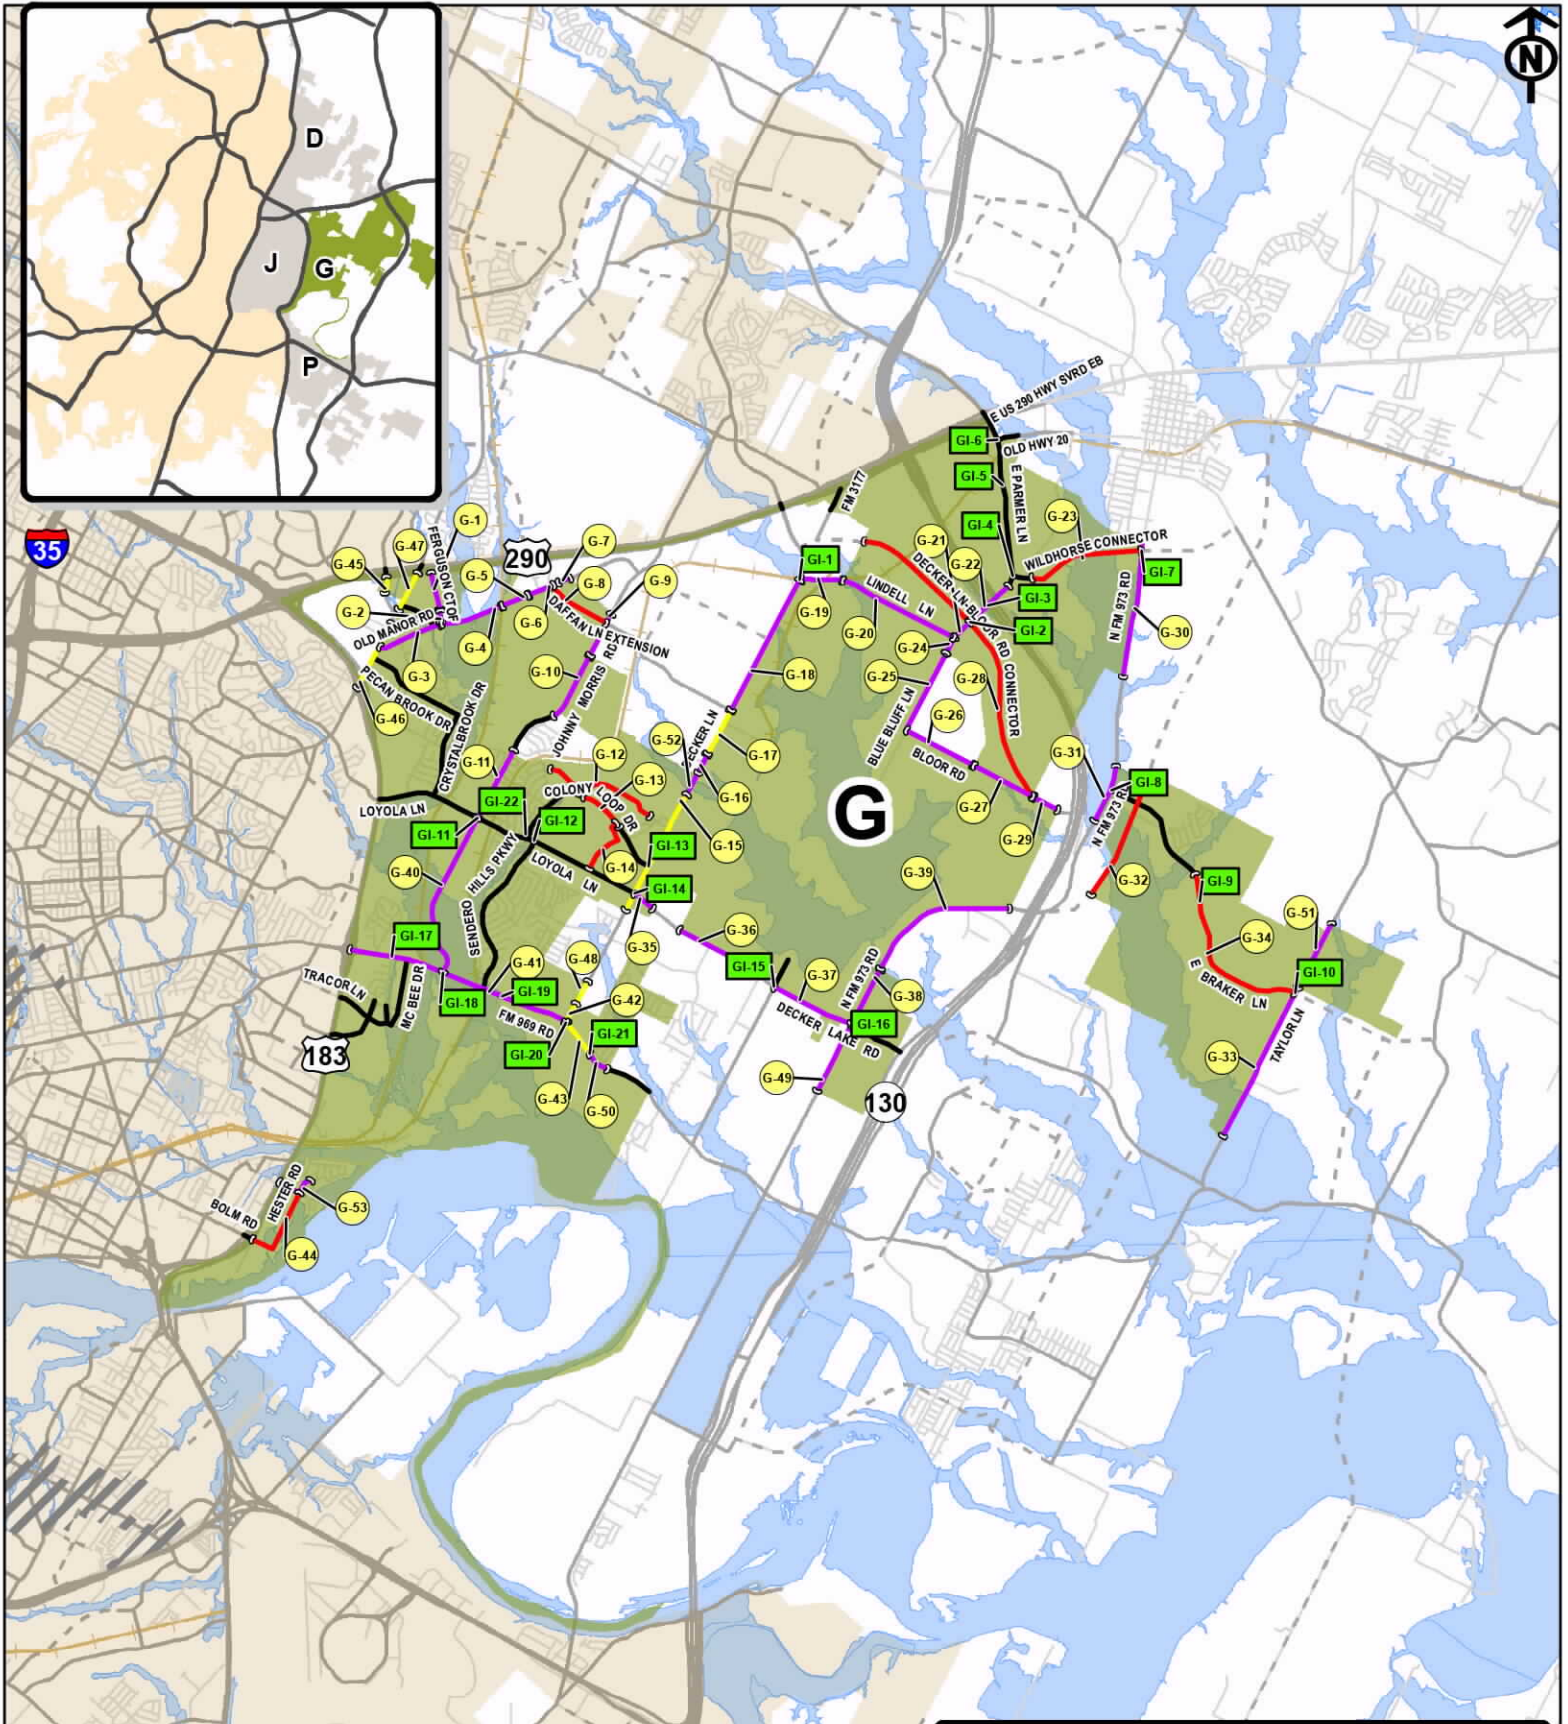 N
D
J
G
P
35
290
183
130
G
E US 290 HWY SVRD EB
GI-6
OLD HWY 20
GI-5
FM 3177
E PARMER LN
G-1
GI-4
G-23
G-47
FERGUSON CTOF
G-7
G-21
WILDHORSE CONNECTOR
G-45
G-5
GI-1
G-22
GI-7
G-8
G-9
DECKER LN-BLOOR RD CONNECTOR
LINDELL LN
GI-3
N FM 973 RD
G-2
OLD MANOR RD
G-6
DAFFAN LN EXTENSION
G-19
GI-2
G-30
G-4
G-20
G-24
G-3
G-10
JOHNNY MORRIS RD
G-18
G-25
G-28
PECAN BROOK DR
CRYSTALBROOK DR
G-46
BLUE BLUFF LN
G-26
G-52
DECKER LN
G-17
G-12
G-31
BLOOR RD
G-11
G-13
GI-8
COLONY LOOP DR
G-16
G-27
LOYOLA LN
GI-22
GI-12
N FM 973 RD
GI-11
G-29
GI-13
G-15
G-40
HILLS PKWY
LOYOLA LN
G-14
G-39
G-32
GI-9
GI-14
SENDERO
G-51
GI-17
G-36
G-35
G-34
G-41
G-48
GI-15
G-37
N FM 973 RD
E BRAKER LN
GI-10
TRACOR LN
MC BEE DR
GI-18
GI-19
G-42
G-38
FM 969 RD
DECKER LAKE RD
GI-16
GI-21
GI-20
TAYLOR LN
G-33
G-49
G-43
G-50
HESTER RD
BOLM RD
G-53
G-44